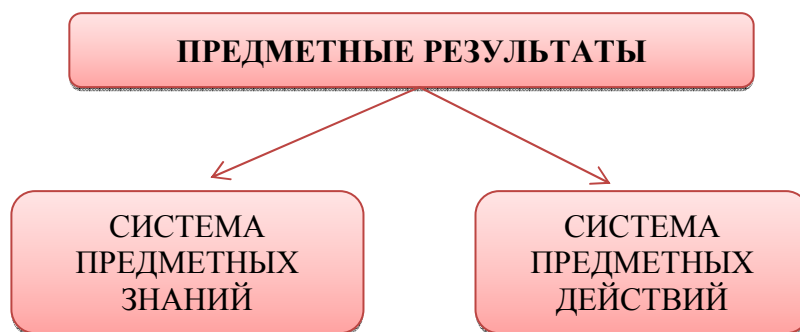 ПРЕДМЕТНЫЕ РЕЗУЛЬТАТЫ
СИСТЕМА
ПРЕДМЕТНЫХ
ЗНАНИЙ
СИСТЕМА
ПРЕДМЕТНЫХ
ДЕЙСТВИЙ